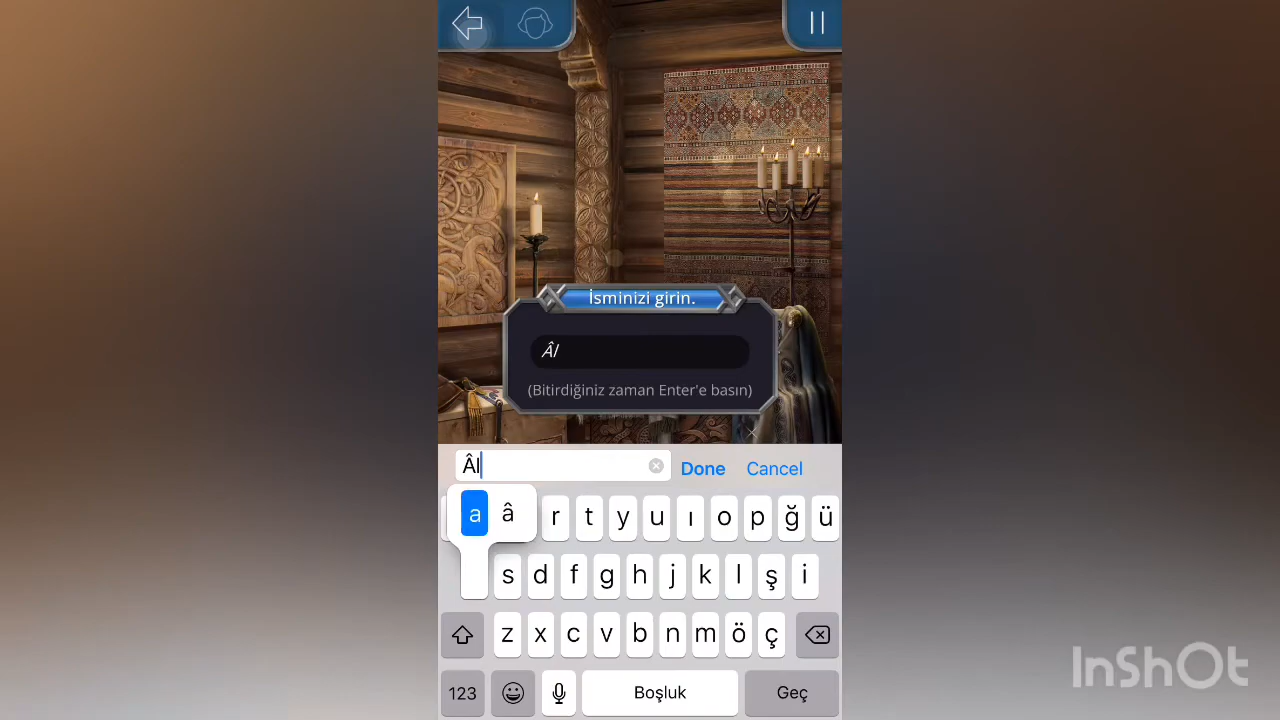 İsminizi girin.
Âl
(Bitirdiğiniz zaman Enter'e basın)
Âl
Done
Cancel
a â
r t y u ı o p ğ ü
s d f g h j k l ş i
z x c v b n m ö ç
123
Boşluk
Geç
InShOt